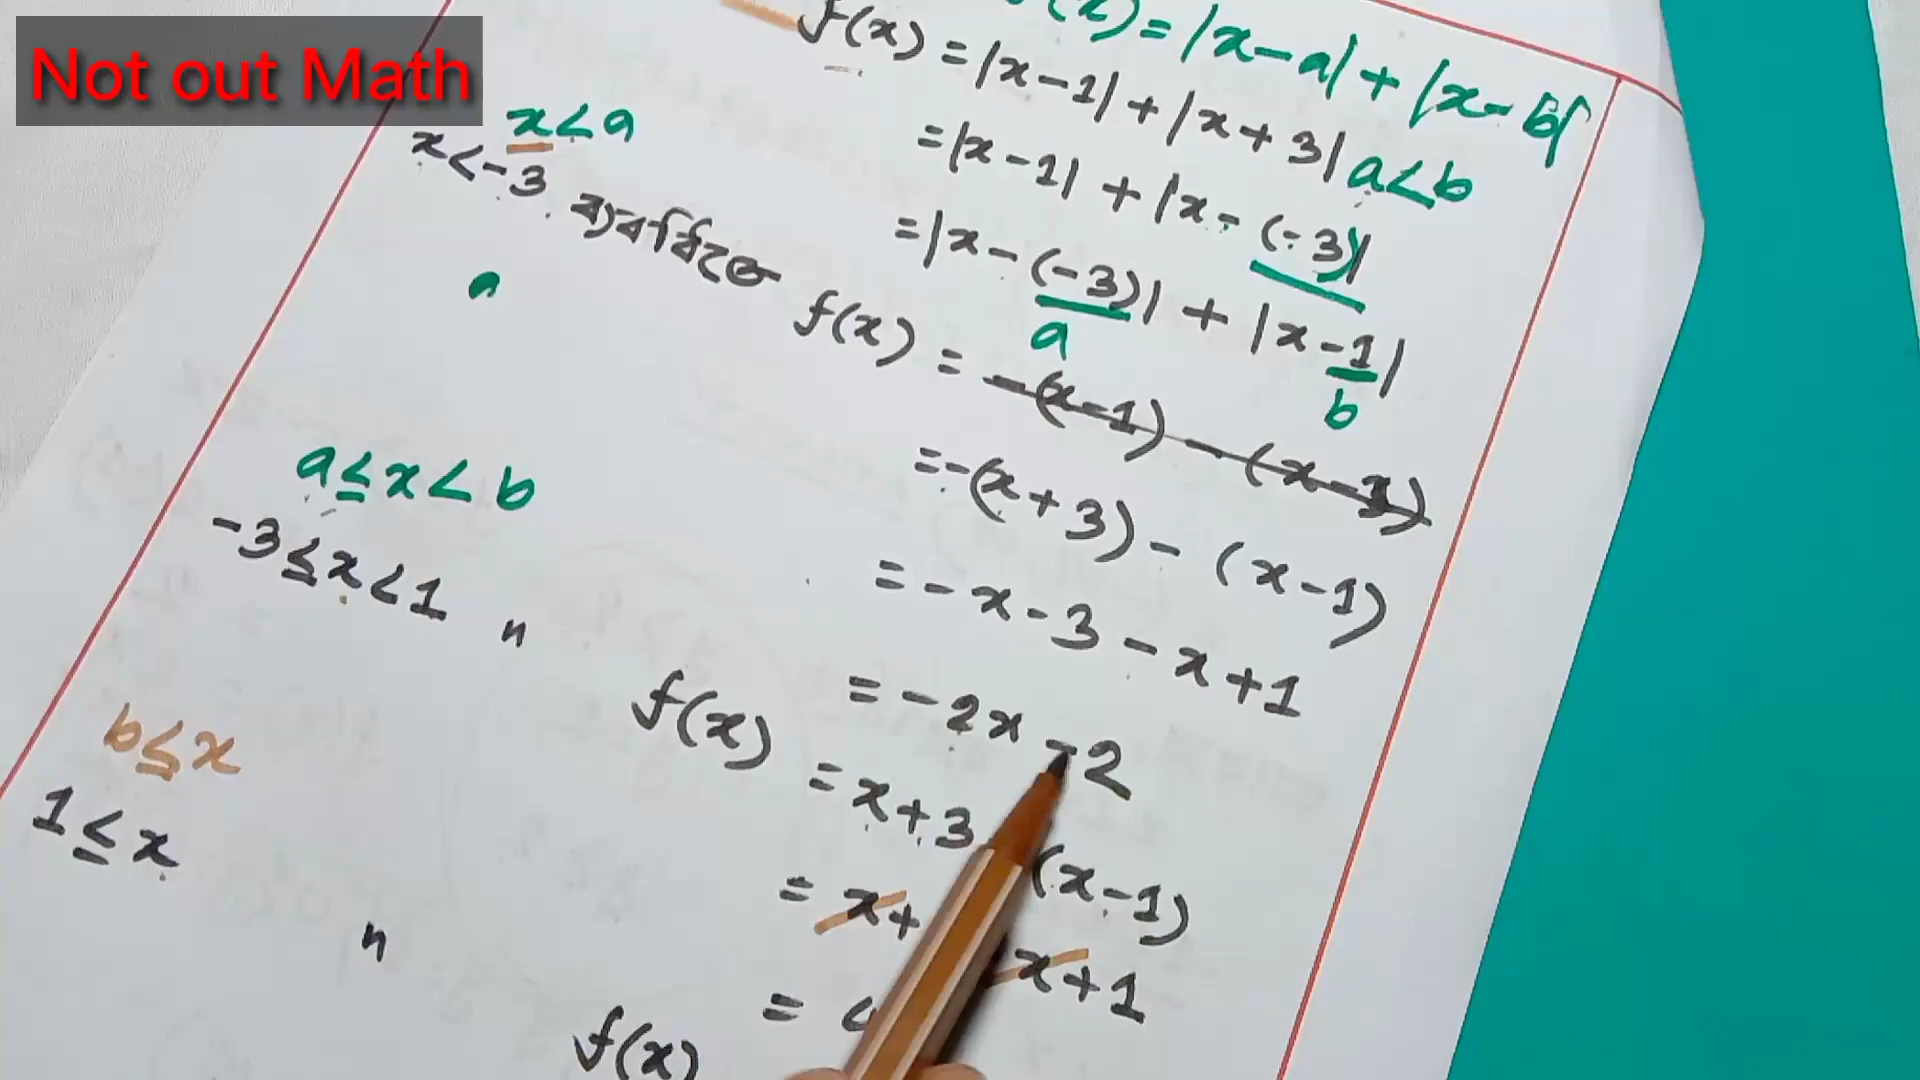 Not out Math
(x) = |x-a| + |x-b|
f(x) = |x-1| + |x+3| a<b
= |x-1| + |x-(-3)|
= |x-(-3)| + |x-1|
a
b
x<a
x<-3 ব্যবধিতে f(x) = -(x-1) - (x-3)
= -(x+3) - (x-1)
= -x-3-x+1
= -2x-2
a≤x<b
-3≤x<1 " f(x) = x+3 (x-1)
= x+ x+1
=
b≤x
1≤x " f(x)